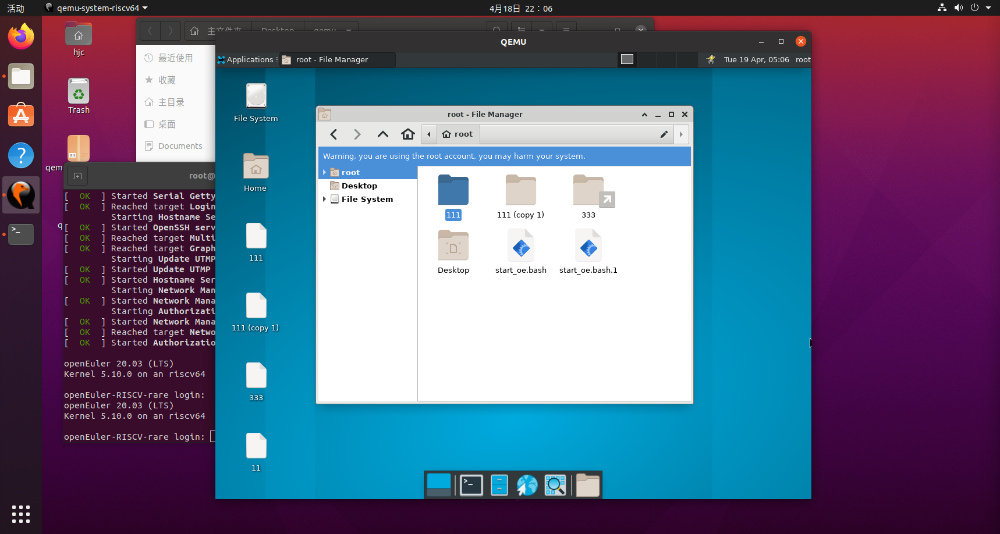 活动
qemu-system-riscv64
4月18日 22：06
hjc
Trash
qem
q
主文件夹
Desktop
qemu
最近使用
收藏
主目录
桌面
Documents
root@
[ OK ] Started Serial Getty
[ OK ] Reached target Login
Starting Hostname Se
[ OK ] Started OpenSSH serv
[ OK ] Reached target Multi
[ OK ] Reached target Graph
Starting Update UTMP
[ OK ] Started Update UTMP
[ OK ] Started Hostname Ser
Starting Network Man
[ OK ] Started Network Mana
Starting Authorizati
[ OK ] Started Network Mana
[ OK ] Reached target Netwo
[ OK ] Started Authorizatio
openEuler 20.03 (LTS)
Kernel 5.10.0 on an riscv64
openEuler-RISCV-rare login:
openEuler 20.03 (LTS)
Kernel 5.10.0 on an riscv64
openEuler-RISCV-rare login:
QEMU
Applications
root - File Manager
Tue 19 Apr, 05:06
root
File System
Home
111
111 (copy 1)
333
11
root - File Manager
root
Warning, you are using the root account, you may harm your system.
root
Desktop
File System
111
111 (copy 1)
333
Desktop
start_oe.bash
start_oe.bash.1